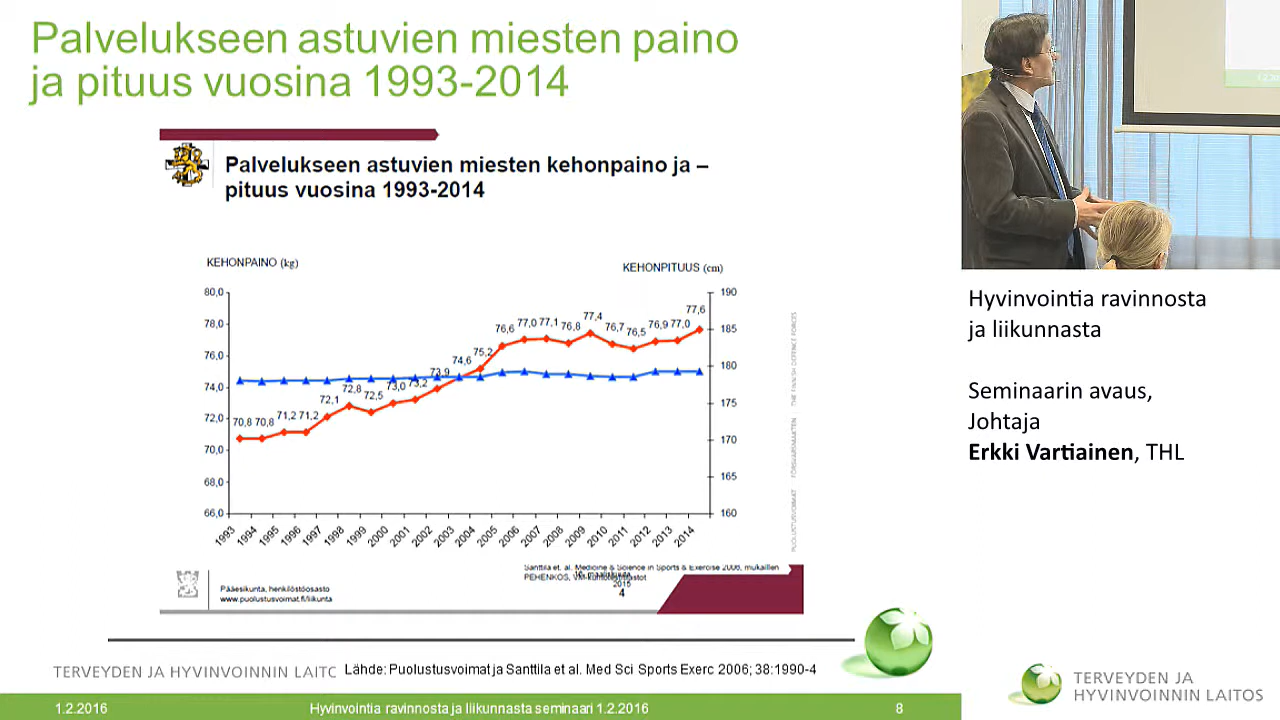 Palvelukseen astuvien miesten paino
ja pituus vuosina 1993-2014
Palvelukseen astuvien miesten kehonpaino ja –
pituus vuosina 1993-2014
KEHONPAINO (kg)
KEHONPITUUS (cm)
80,0
78,0
76,0
74,0
72,0
70,0
68,0
66,0
190
185
180
175
170
165
160
70,8 70,8 71,2 71,2 72,1 72,8 72,5 73,0 73,2 73,9 74,6 75,2 76,6 77,0 77,1 76,8 77,4 76,7 76,5 76,9 77,0 77,6
1993 1994 1995 1996 1997 1998 1999 2000 2001 2002 2003 2004 2005 2006 2007 2008 2009 2010 2011 2012 2013 2014
PUOLUSTUSVOIMAT FÖRSVARSMAKTEN THE FINNISH DEFENCE FORCES
Santtila et. al. Medicine & Science in Sports & Exercise 2006, mukaillen
PEHENKOS,
2015
4
Pääesikunta, henkilöstöosasto
www.puolustusvoimat.fi/liikunta
TERVEYDEN JA HYVINVOINNIN LAITC
Lähde: Puolustusvoimat ja Santtila et al. Med Sci Sports Exerc 2006; 38:1990-4
1.2.2016
Hyvinvointia ravinnosta ja liikunnasta seminaari 1.2.2016
8
Hyvinvointia ravinnosta
ja liikunnasta
Seminaarin avaus,
Johtaja
Erkki Vartiainen, THL
TERVEYDEN JA
HYVINVOINNIN LAITOS